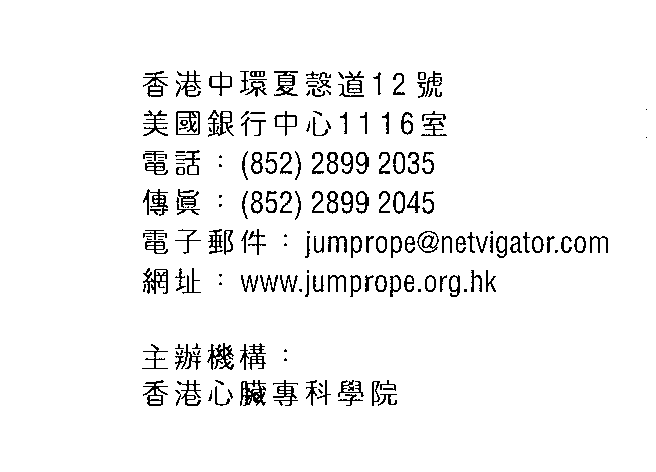 香港中環夏慤道12號
美國銀行中心1116室
電話：(852) 2899 2035
傳眞：(852) 2899 2045
電子郵件：jumprope@netvigator.com
網址：www.jumprope.org.hk
主辦機構：
香港心臟專科學院